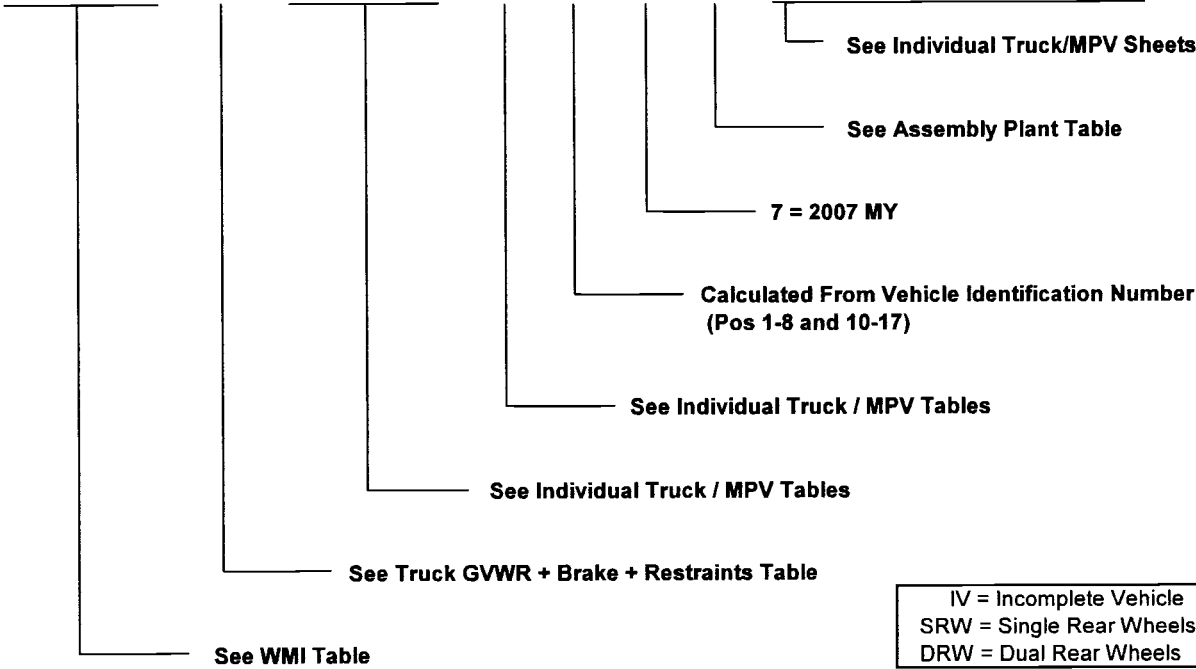 See Individual Truck/MPV Sheets
See Assembly Plant Table
7 = 2007 MY
Calculated From Vehicle Identification Number
(Pos 1-8 and 10-17)
See Individual Truck / MPV Tables
See Individual Truck / MPV Tables
See Truck GVWR + Brake + Restraints Table
IV = Incomplete Vehicle
SRW = Single Rear Wheels
DRW = Dual Rear Wheels
See WMI Table